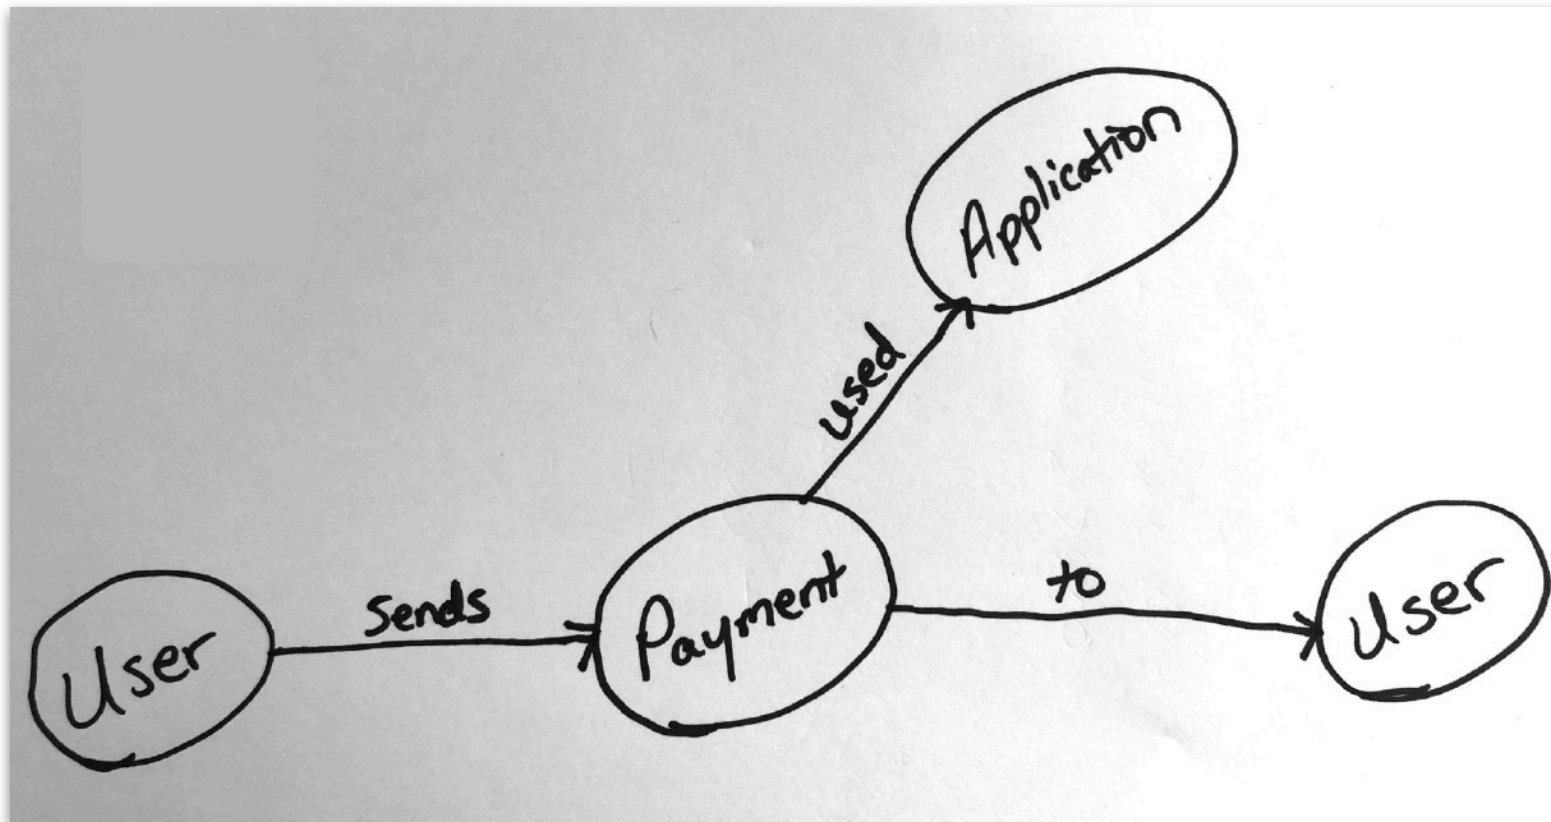 Application
used
Sends
to
User
Payment
User